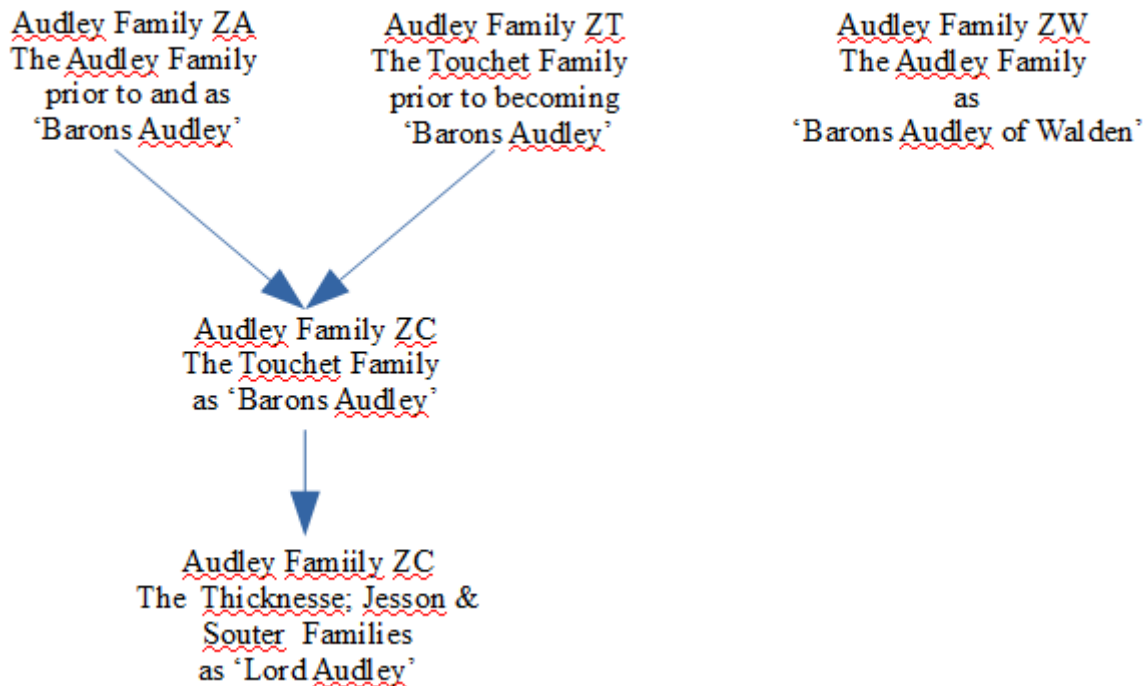 Audley Family ZA
The Audley Family
prior to and as
‘Barons Audley’
Audley Family ZT
The Touchet Family
prior to becoming
‘Barons Audley’
Audley Family ZW
The Audley Family
as
‘Barons Audley of Walden’
Audley Family ZC
The Touchet Family
as ‘Barons Audley’
Audley Famiily ZC
The Thicknesse; Jesson &
Souter Families
as ‘Lord Audley’